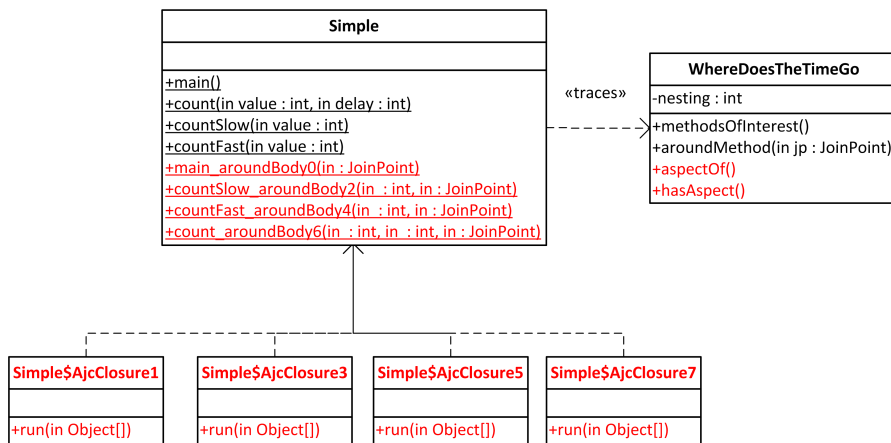 Simple
+main()
+count(in value : int, in delay : int)
+countSlow(in value : int)
+countFast(in value : int)
+main_aroundBody0(in : JoinPoint)
+countSlow_aroundBody2(in  : int, in : JoinPoint)
+countFast_aroundBody4(in  : int, in : JoinPoint)
+count_aroundBody6(in  : int, in  : int, in : JoinPoint)
«traces»
WhereDoesTheTimeGo
-nesting : int
+methodsOfInterest()
+aroundMethod(in jp : JoinPoint)
+aspectOf()
+hasAspect()
Simple$AjcClosure1
+run(in Object[])
Simple$AjcClosure3
+run(in Object[])
Simple$AjcClosure5
+run(in Object[])
Simple$AjcClosure7
+run(in Object[])